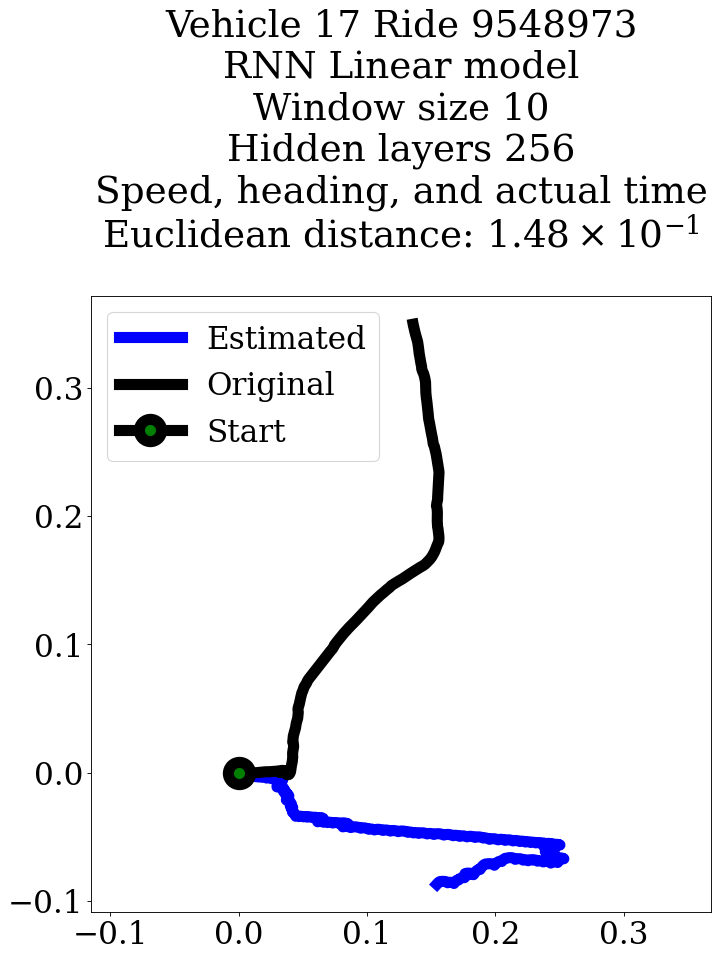 Vehicle 17 Ride 9548973
RNN Linear model
Window size 10
Hidden layers 256
Speed, heading, and actual time
Euclidean distance: 1.48 × 10⁻¹
Estimated
Original
Start
0.3
0.2
0.1
0.0
−0.1
−0.1 0.0 0.1 0.2 0.3